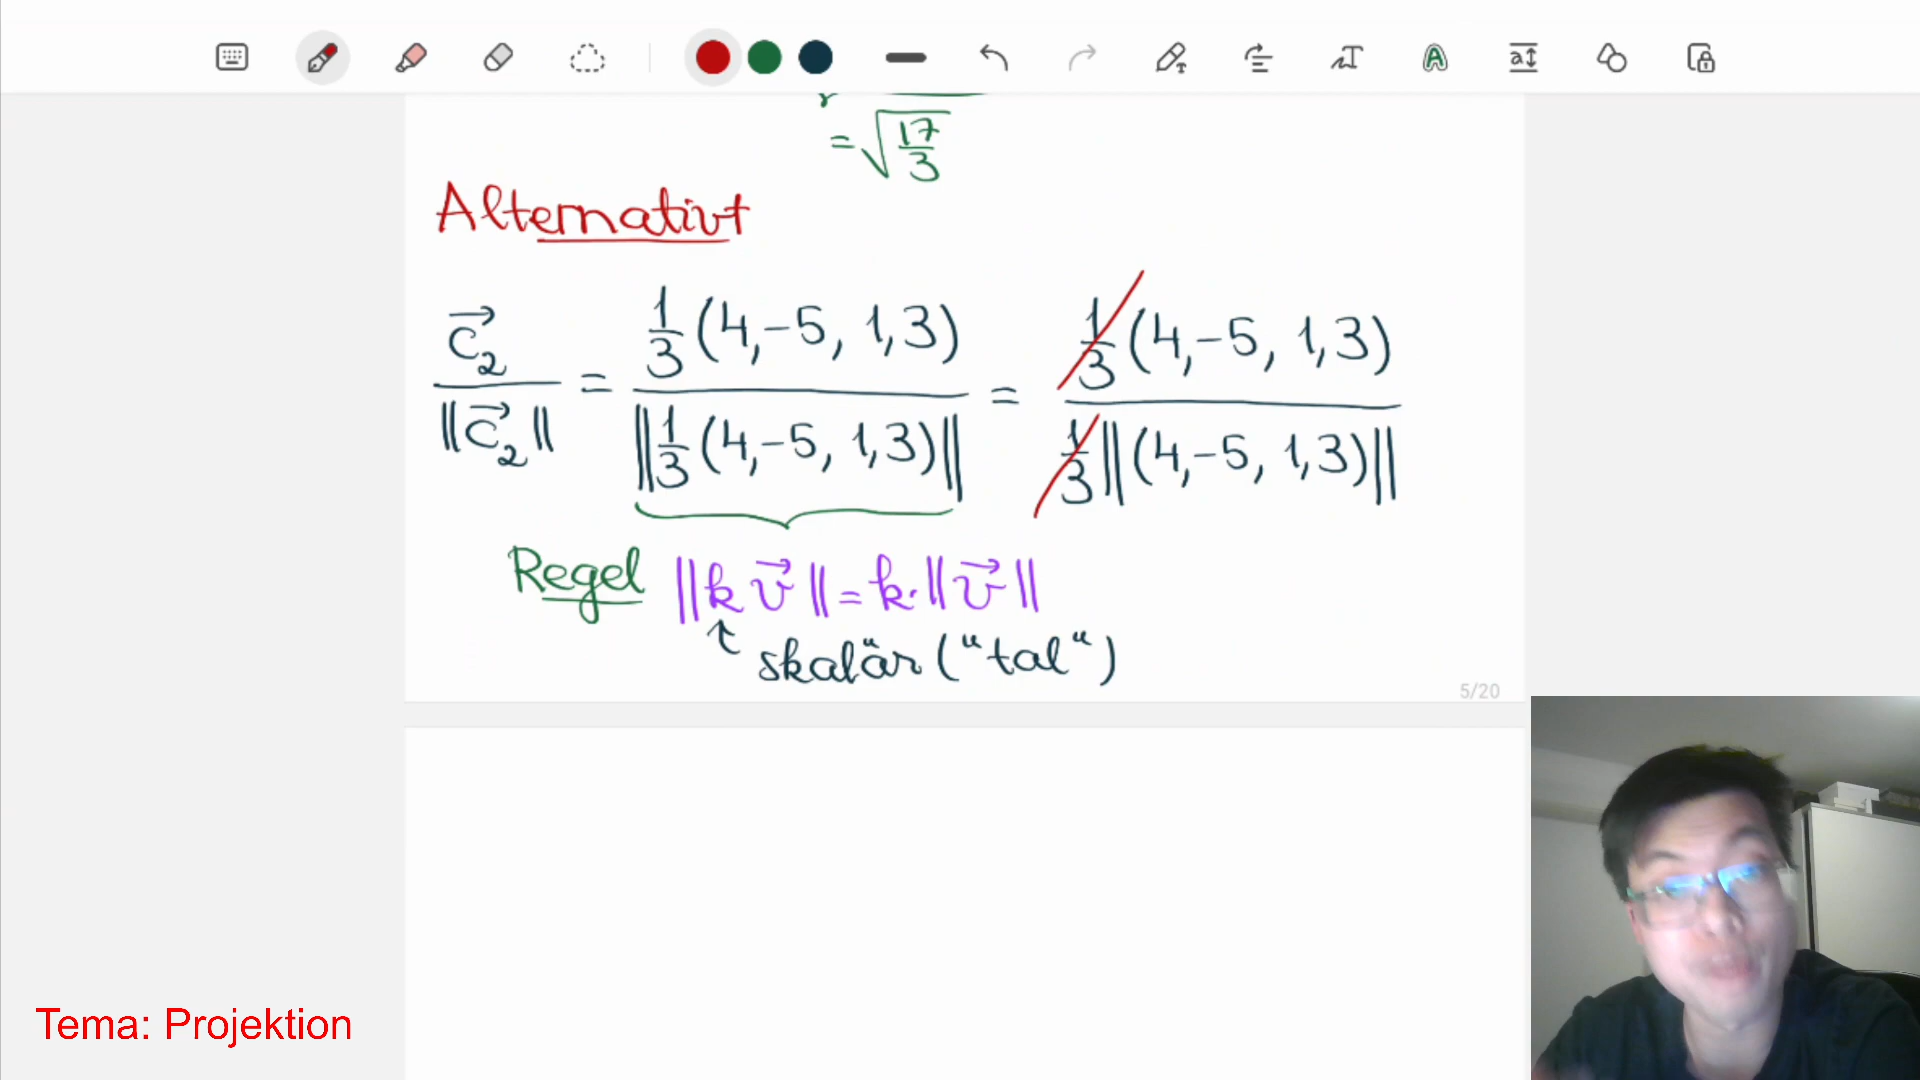 = √(17/3)
Alternativt
c⃗₂ / ‖c⃗₂‖ = 1/3 (4,-5, 1,3) / ‖1/3 (4,-5, 1,3)‖ = 1/3 (4,-5, 1,3) / 1/3 ‖(4,-5, 1,3)‖
Regel ‖k v⃗‖ = k·‖v⃗‖
↑ skalär ("tal")
5/20
Tema: Projektion